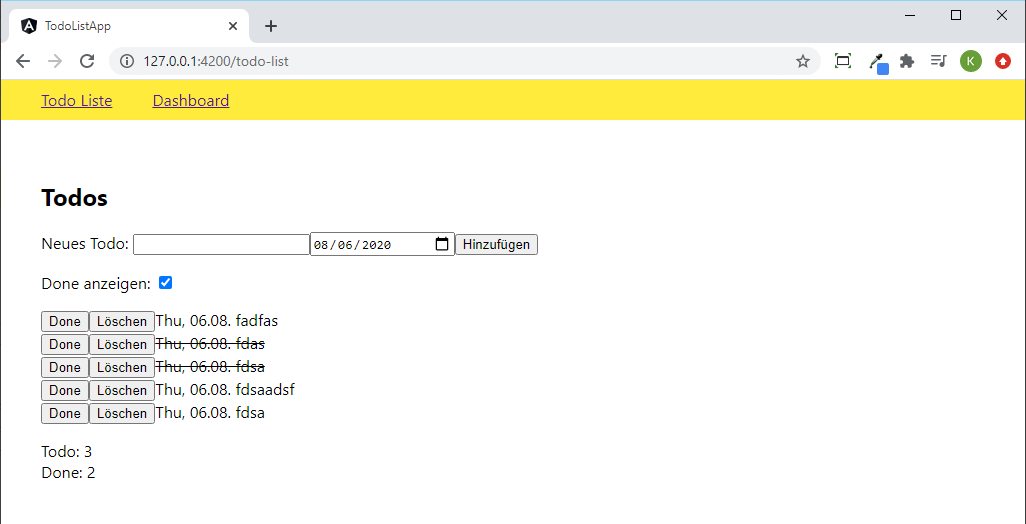 TodoListApp
127.0.0.1:4200/todo-list
K
Todo Liste Dashboard
Todos
Neues Todo: 08/06/2020 Hinzufügen
Done anzeigen:
Done Löschen Thu, 06.08. fadfas
Done Löschen Thu, 06.08. fdas
Done Löschen Thu, 06.08. fdsa
Done Löschen Thu, 06.08. fdsaadsf
Done Löschen Thu, 06.08. fdsa
Todo: 3
Done: 2